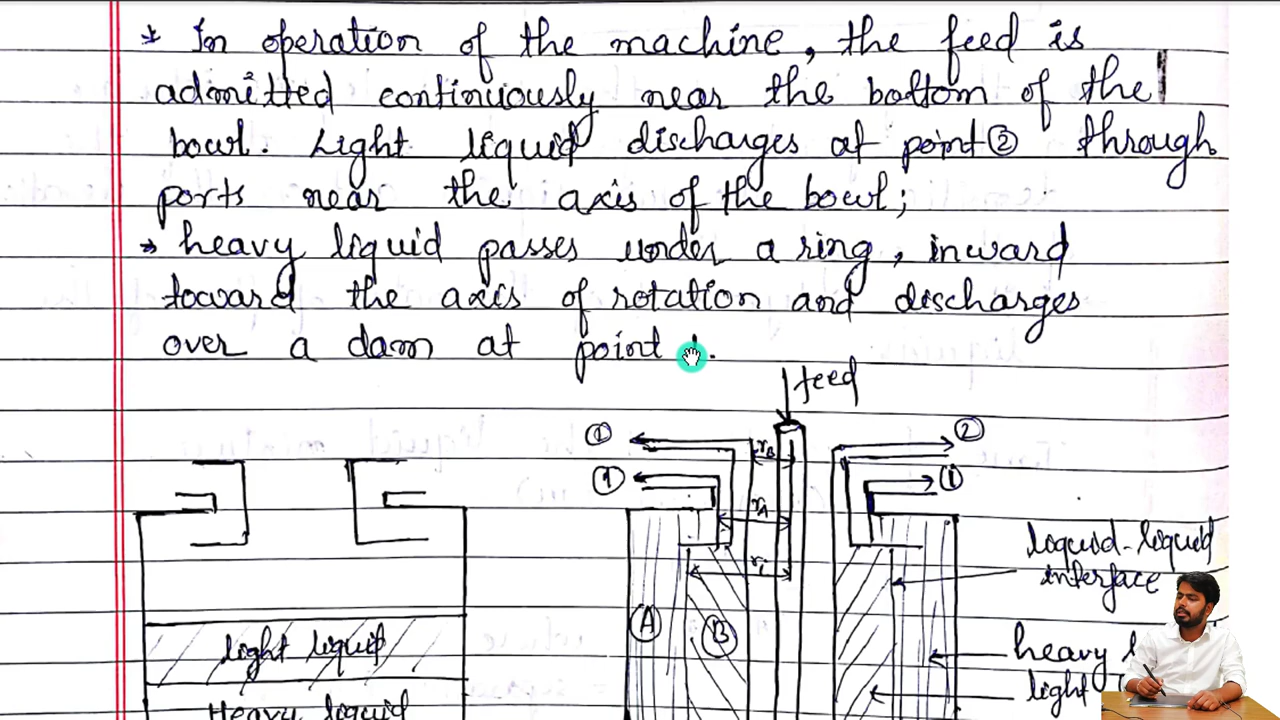 * In operation of the machine, the feed is
admitted continuously near the bottom of the
bowl. Light liquid discharges at point ② through
ports near the axis of the bowl;
→ heavy liquid passes under a ring, inward
toward the axis of rotation and discharges
over a dam at point 1.
feed
② ②
rB
① ①
rA
liquid-liquid
interface
ri
Ⓐ Ⓑ
light liquid
heavy l
light
Heavy liquid